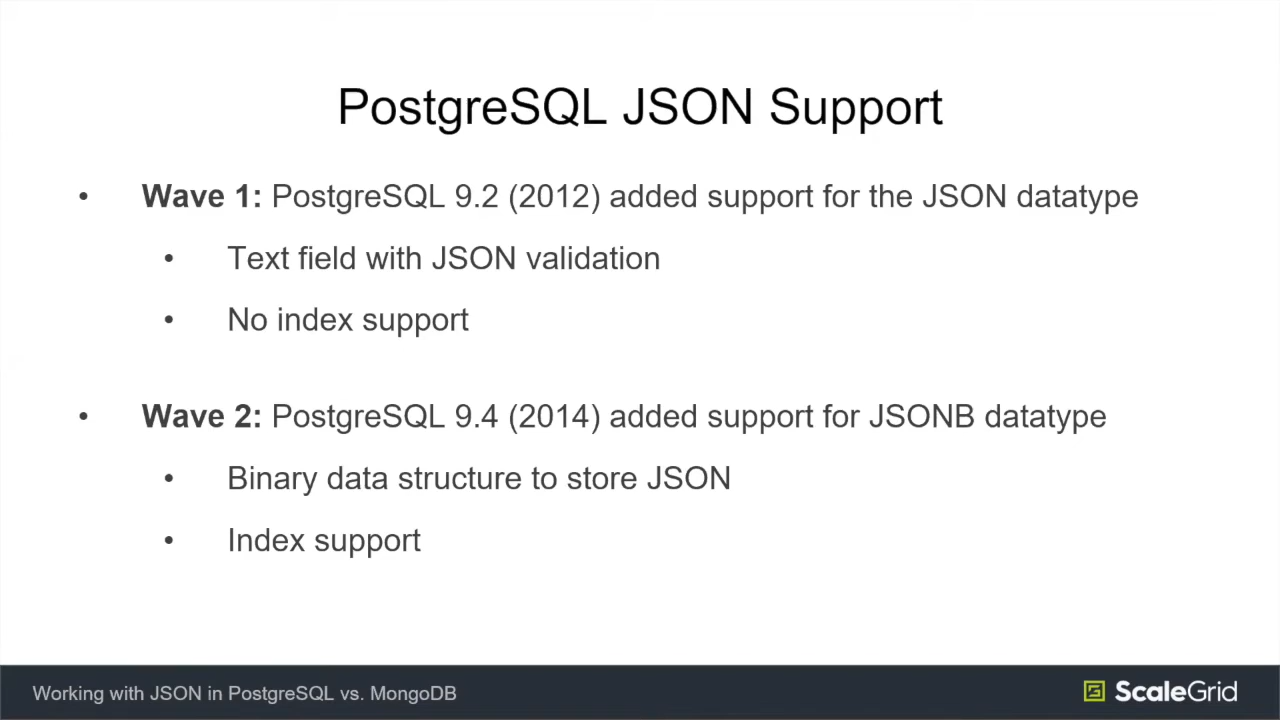 PostgreSQL JSON Support
• Wave 1: PostgreSQL 9.2 (2012) added support for the JSON datatype
• Text field with JSON validation
• No index support
• Wave 2: PostgreSQL 9.4 (2014) added support for JSONB datatype
• Binary data structure to store JSON
• Index support
Working with JSON in PostgreSQL vs. MongoDB
ScaleGrid